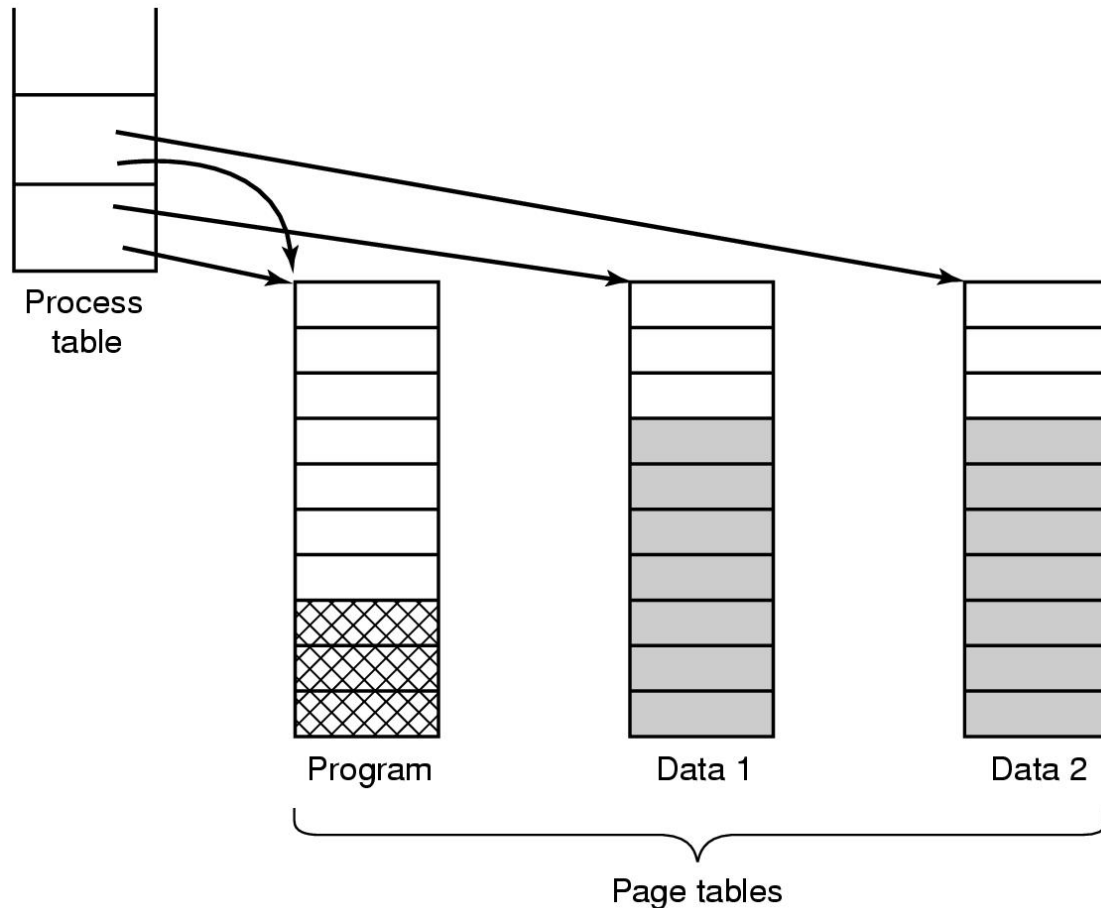 Process
table
Program
Data 1
Data 2
Page tables